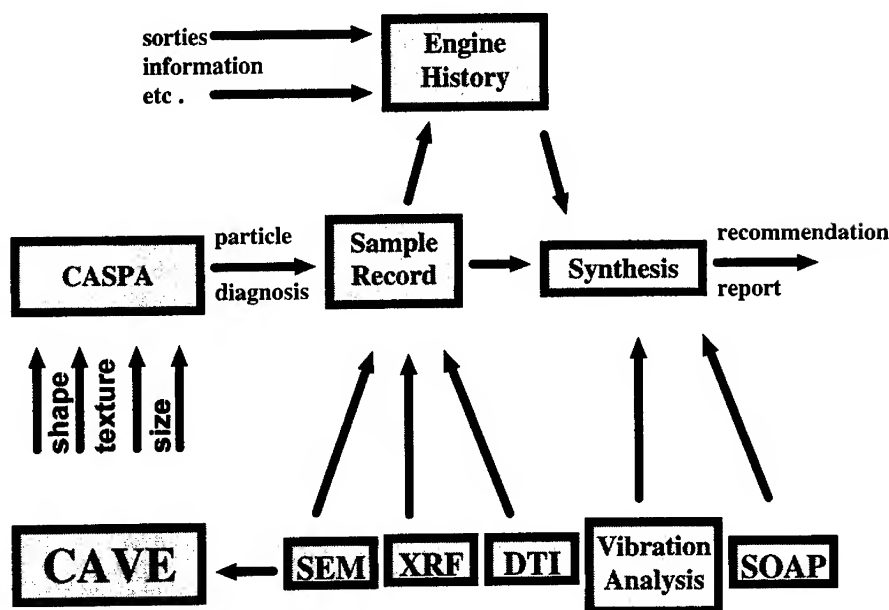 sorties
information
etc .
Engine
History
CASPA
particle
diagnosis
Sample
Record
Synthesis
recommendation
report
shape
texture
size
CAVE
SEM
XRF
DTI
Vibration
Analysis
SOAP